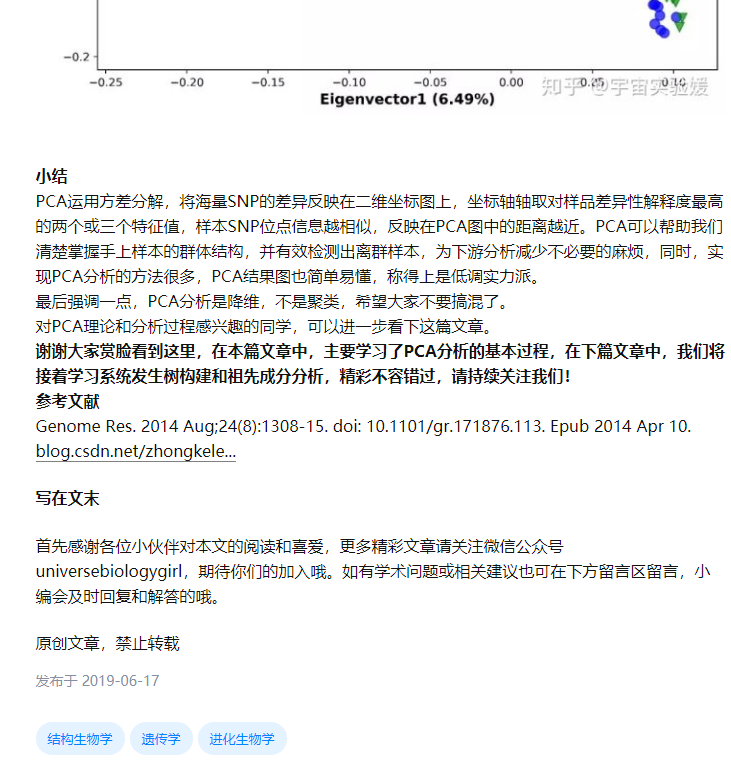 −0.2
−0.25 −0.20 −0.15 −0.10 −0.05 0.00 0.05 0.10
Eigenvector1 (6.49%)
知乎 @宇宙实验媛
小结
PCA运用方差分解，将海量SNP的差异反映在二维坐标图上，坐标轴轴取对样品差异性解释度最高
的两个或三个特征值，样本SNP位点信息越相似，反映在PCA图中的距离越近。PCA可以帮助我们
清楚掌握手上样本的群体结构，并有效检测出离群样本，为下游分析减少不必要的麻烦，同时，实
现PCA分析的方法很多，PCA结果图也简单易懂，称得上是低调实力派。
最后强调一点，PCA分析是降维，不是聚类，希望大家不要搞混了。
对PCA理论和分析过程感兴趣的同学，可以进一步看下这篇文章。
谢谢大家赏脸看到这里，在本篇文章中，主要学习了PCA分析的基本过程，在下篇文章中，我们将
接着学习系统发生树构建和祖先成分分析，精彩不容错过，请持续关注我们！
参考文献
Genome Res. 2014 Aug;24(8):1308-15. doi: 10.1101/gr.171876.113. Epub 2014 Apr 10.
blog.csdn.net/zhongkele...
写在文末
首先感谢各位小伙伴对本文的阅读和喜爱，更多精彩文章请关注微信公众号
universebiologygirl，期待你们的加入哦。如有学术问题或相关建议也可在下方留言区留言，小
编会及时回复和解答的哦。
原创文章，禁止转载
发布于 2019-06-17
结构生物学 遗传学 进化生物学